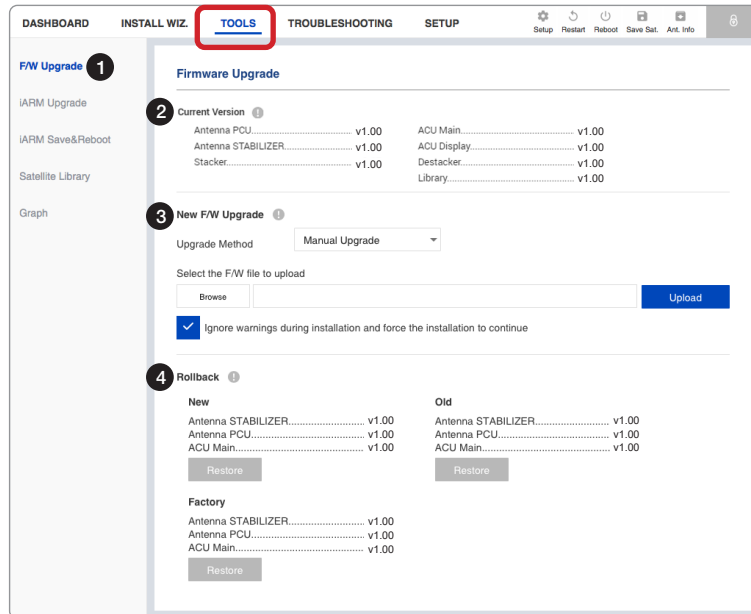 DASHBOARD INSTALL WIZ. TOOLS TROUBLESHOOTING SETUP
Setup Restart Reboot Save Sat. Ant. Info
F/W Upgrade 1
iARM Upgrade
iARM Save&Reboot
Satellite Library
Graph
Firmware Upgrade
2 Current Version !
Antenna PCU v1.00 ACU Main v1.00
Antenna STABILIZER v1.00 ACU Display v1.00
Stacker v1.00 Destacker v1.00
Library v1.00
3 New F/W Upgrade !
Upgrade Method Manual Upgrade
Select the F/W file to upload
Browse Upload
Ignore warnings during installation and force the installation to continue
4 Rollback !
New Old
Antenna STABILIZER v1.00 Antenna STABILIZER v1.00
Antenna PCU v1.00 Antenna PCU v1.00
ACU Main v1.00 ACU Main v1.00
Restore Restore
Factory
Antenna STABILIZER v1.00
Antenna PCU v1.00
ACU Main v1.00
Restore